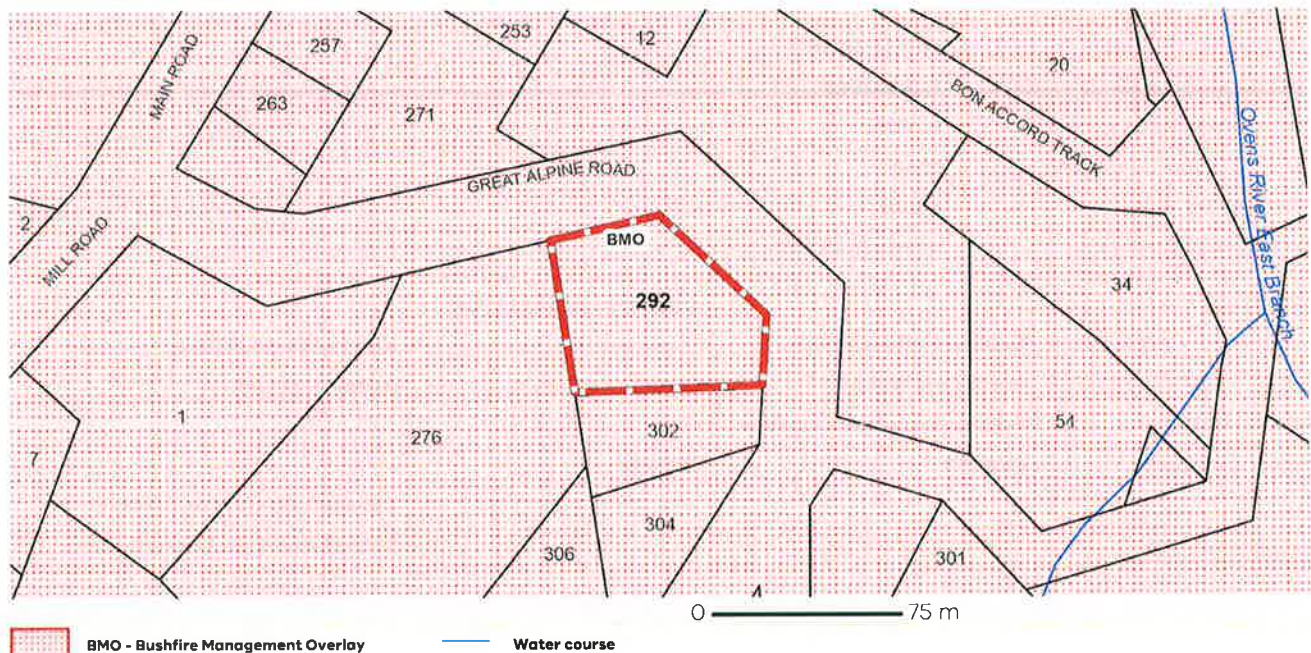 253
12
257
MAIN ROAD
20
263
271
BON ACCORD TRACK
Ovens River East Branch
GREAT ALPINE ROAD
2
MILL ROAD
BMO
292
34
1
276
302
54
7
304
306
301
0 75 m
BMO - Bushfire Management Overlay
Water course